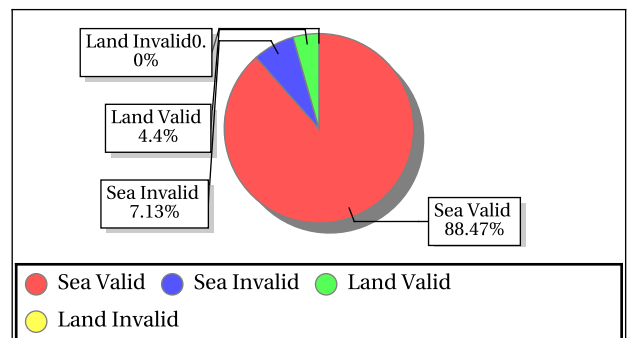 Land Invalid0.
0%
Land Valid
4.4%
Sea Invalid
7.13%
Sea Valid
88.47%
Sea Valid
Sea Invalid
Land Valid
Land Invalid